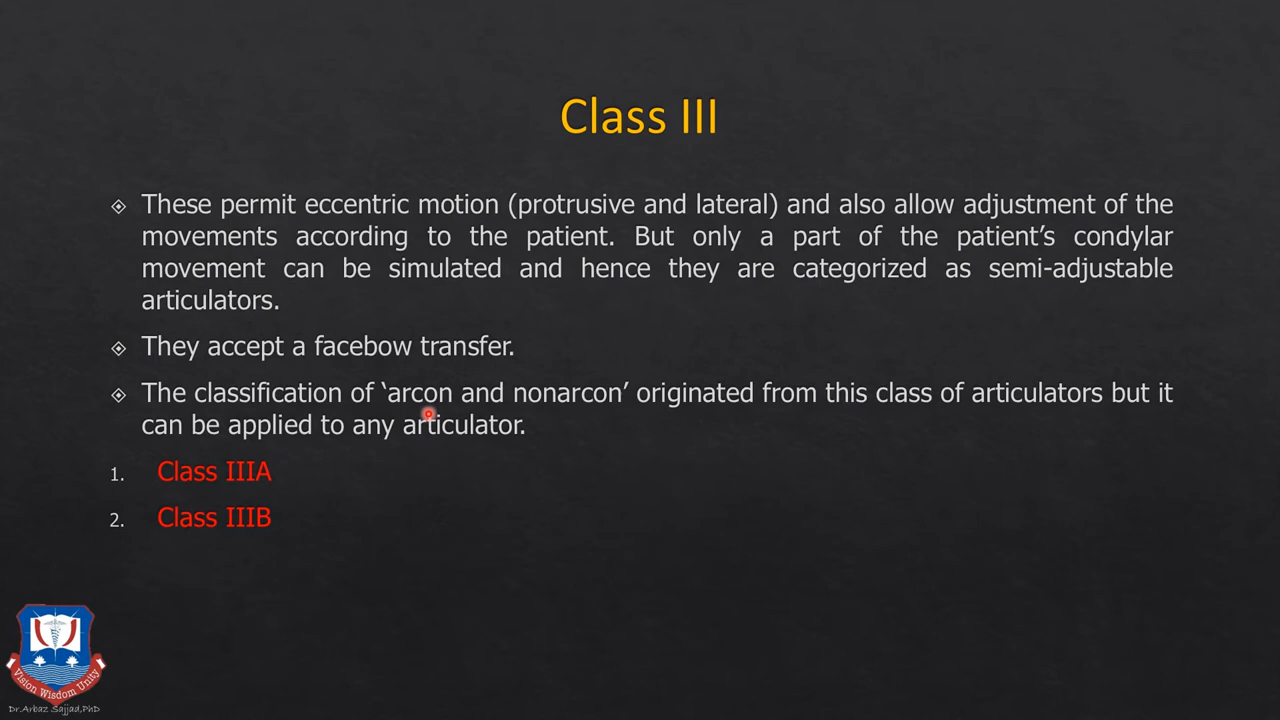 Class III
These permit eccentric motion (protrusive and lateral) and also allow adjustment of the
movements according to the patient. But only a part of the patient’s condylar
movement can be simulated and hence they are categorized as semi-adjustable
articulators.
They accept a facebow transfer.
The classification of ‘arcon and nonarcon’ originated from this class of articulators but it
can be applied to any articulator.
1. Class IIIA
2. Class IIIB
Vision Wisdom Unity
Dr.Arbaz Sajjad,PhD